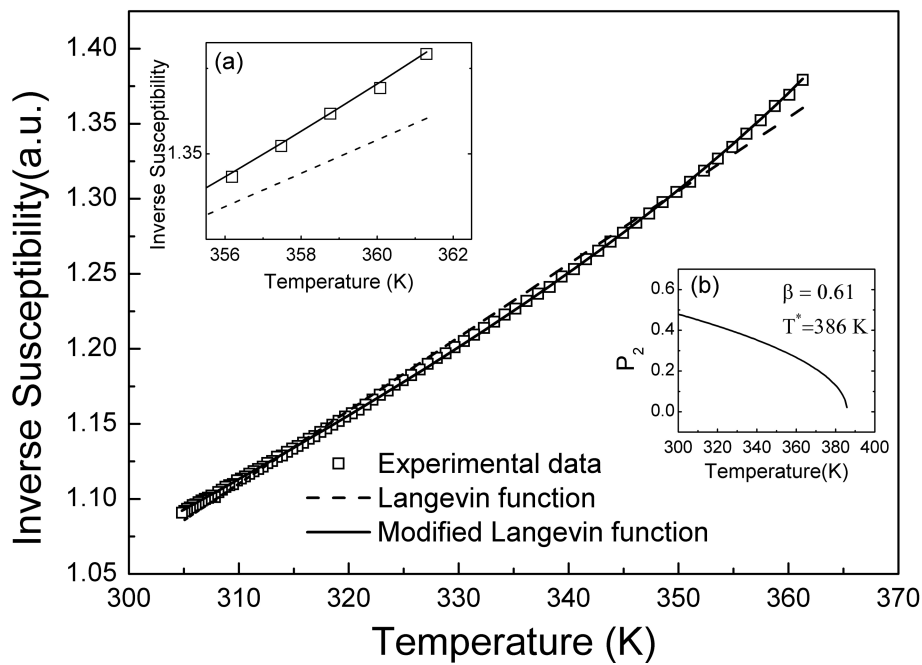 Inverse Susceptibility(a.u.)
1.40
1.35
1.30
1.25
1.20
1.15
1.10
1.05
300 310 320 330 340 350 360 370
Temperature (K)
(a)
Inverse Susceptibility
1.35
356 358 360 362
Temperature (K)
(b)
β = 0.61
T*=386 K
P2
0.6
0.4
0.2
0.0
300 320 340 360 380 400
Temperature(K)
Experimental data
Langevin function
Modified Langevin function